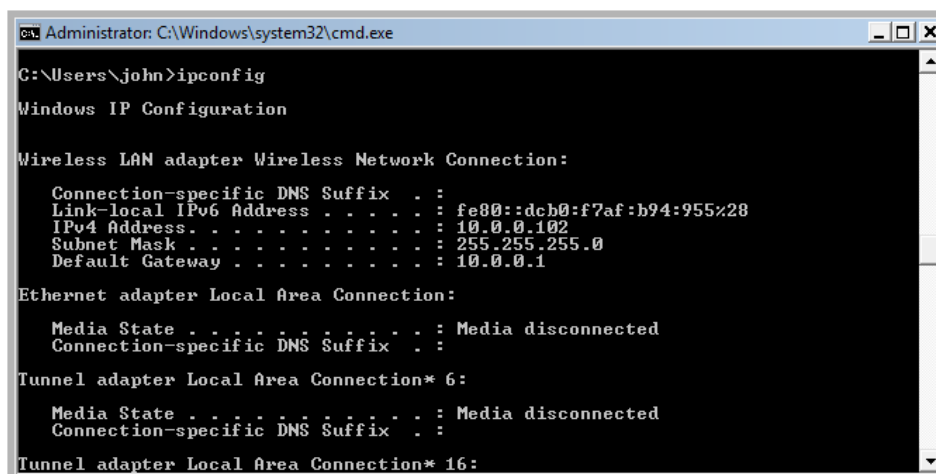 Administrator: C:\Windows\system32\cmd.exe
C:\Users\john>ipconfig
Windows IP Configuration
Wireless LAN adapter Wireless Network Connection:
Connection-specific DNS Suffix . :
Link-local IPv6 Address . . . . . : fe80::dcb0:f7af:b94:955%28
IPv4 Address. . . . . . . . . . . : 10.0.0.102
Subnet Mask . . . . . . . . . . . : 255.255.255.0
Default Gateway . . . . . . . . . : 10.0.0.1
Ethernet adapter Local Area Connection:
Media State . . . . . . . . . . . : Media disconnected
Connection-specific DNS Suffix . :
Tunnel adapter Local Area Connection* 6:
Media State . . . . . . . . . . . : Media disconnected
Connection-specific DNS Suffix . :
Tunnel adapter Local Area Connection* 16: